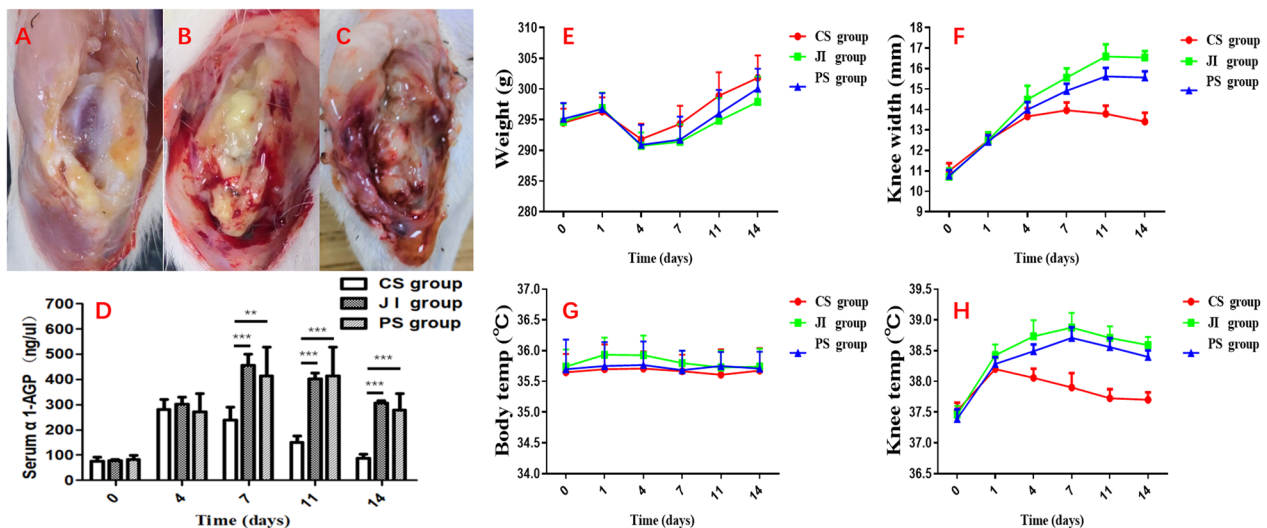 A
B
C
D
CS group
J I group
PS group
Serum α 1-AGP (ng/ul)
700
600
500
400
300
200
100
0
**
***
***
***
***
***
0
4
7
11
14
Time (days)
E
CS group
JI group
PS group
Weight (g)
310
305
300
295
290
285
280
0
1
4
7
11
14
Time (days)
F
CS group
JI group
PS group
Knee width (mm)
18
17
16
15
14
13
12
11
10
9
0
1
4
7
11
14
Time (days)
G
CS group
JI group
PS group
Body temp (°C)
37.0
36.5
36.0
35.5
35.0
34.5
34.0
0
1
4
7
11
14
Time (days)
H
CS group
JI group
PS group
Knee temp (°C)
39.5
39.0
38.5
38.0
37.5
37.0
36.5
0
1
4
7
11
14
Time (days)